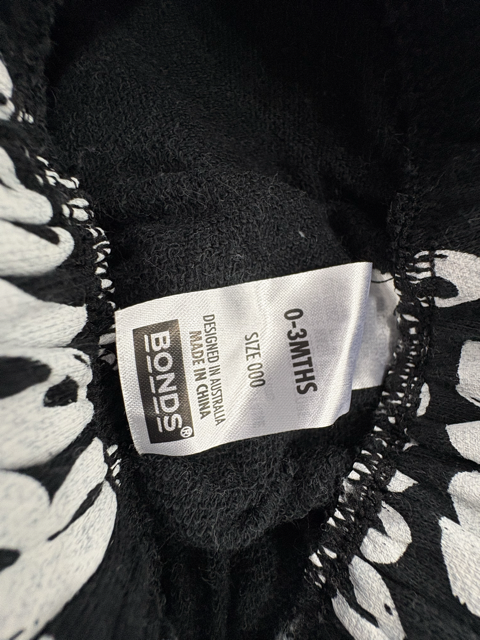 BONDS®
DESIGNED IN AUSTRALIA
MADE IN CHINA
SIZE 000
0-3MTHS